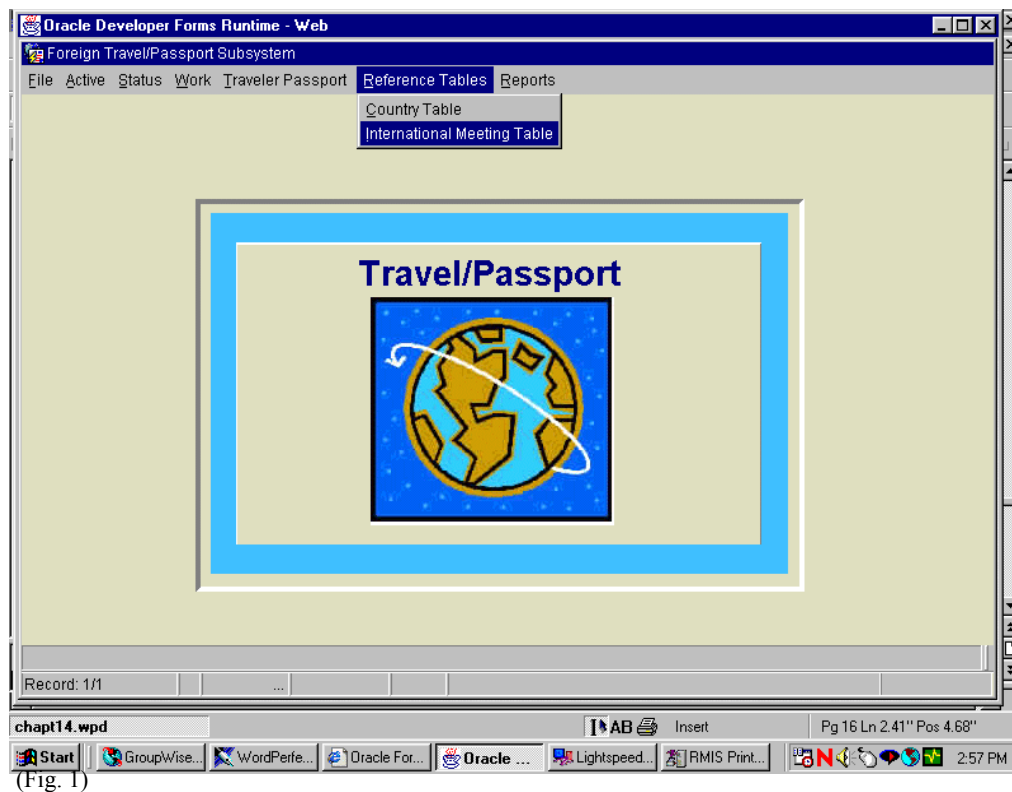 Oracle Developer Forms Runtime - Web
Foreign Travel/Passport Subsystem
File Active Status Work Traveler Passport Reference Tables Reports
Country Table
International Meeting Table
Travel/Passport
Record: 1/1 ...
chapt14.wpd AB Insert Pg 16 Ln 2.41" Pos 4.68"
Start GroupWise... WordPerfe... Oracle For... Oracle ... Lightspeed... RMIS Print... N 2:57 PM
(Fig. 1)